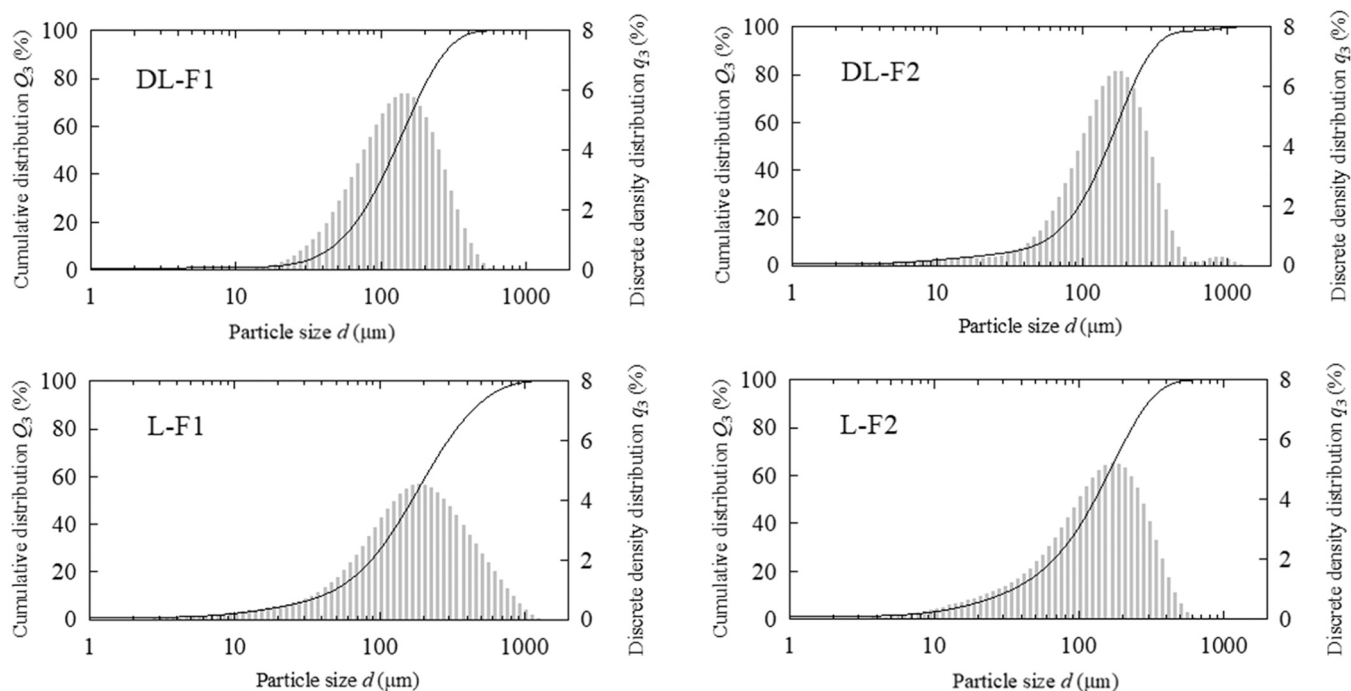 Cumulative distribution Q3 (%)
100
80
60
40
20
0
DL-F1
8
6
4
2
0
Discrete density distribution q3 (%)
1 10 100 1000
Particle size d (μm)
Cumulative distribution Q3 (%)
100
80
60
40
20
0
DL-F2
8
6
4
2
0
Discrete density distribution q3 (%)
1 10 100 1000
Particle size d (μm)
Cumulative distribution Q3 (%)
100
80
60
40
20
0
L-F1
8
6
4
2
0
Discrete density distribution q3 (%)
1 10 100 1000
Particle size d (μm)
Cumulative distribution Q3 (%)
100
80
60
40
20
0
L-F2
8
6
4
2
0
Discrete density distribution q3 (%)
1 10 100 1000
Particle size d (μm)